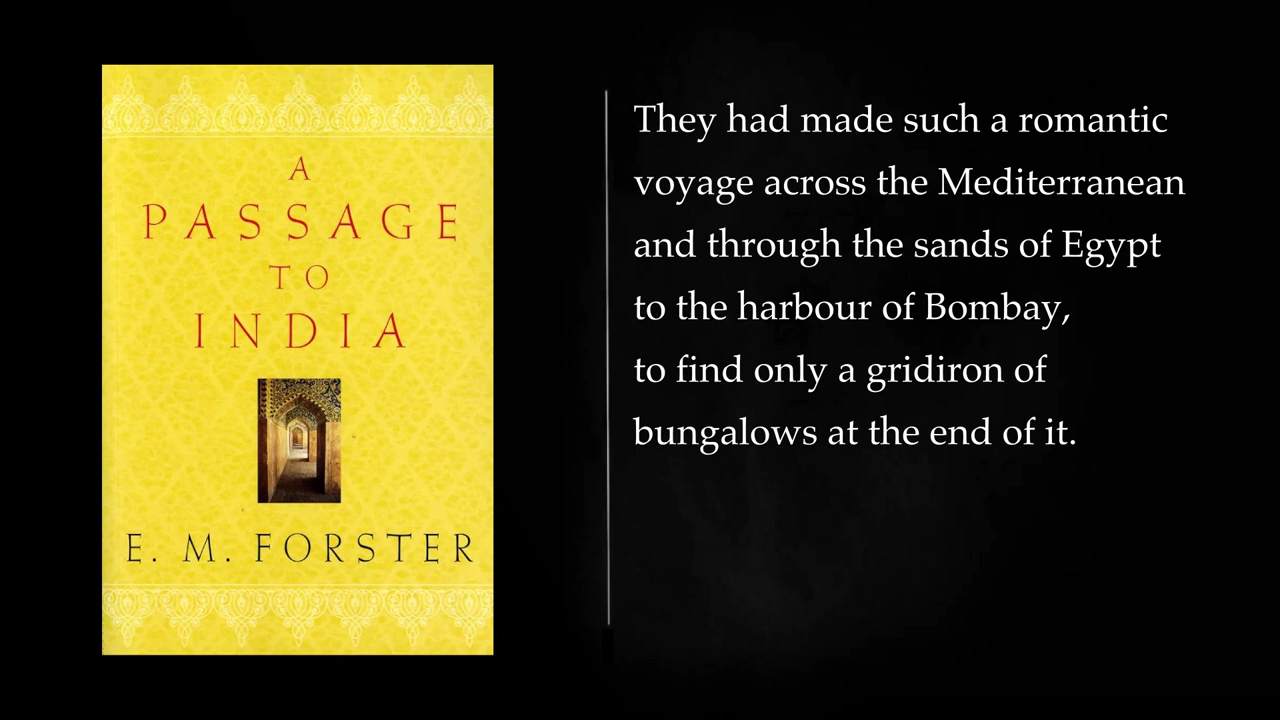 A
PASSAGE
TO
INDIA
E. M. FORSTER
They had made such a romantic
voyage across the Mediterranean
and through the sands of Egypt
to the harbour of Bombay,
to find only a gridiron of
bungalows at the end of it.